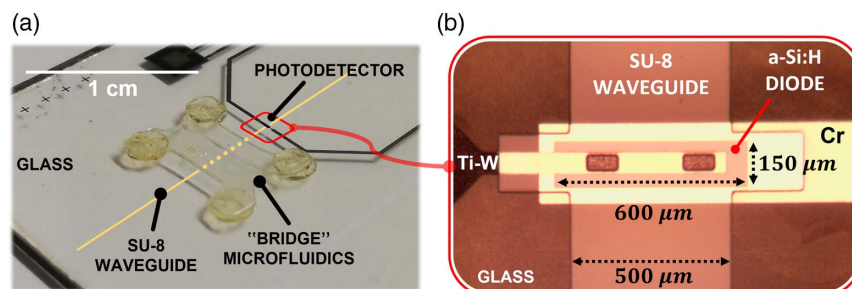 (a)
1 cm
PHOTODETECTOR
GLASS
SU-8
WAVEGUIDE
"BRIDGE"
MICROFLUIDICS
(b)
SU-8
WAVEGUIDE
a-Si:H
DIODE
Ti-W
Cr
150 μm
600 μm
500 μm
GLASS